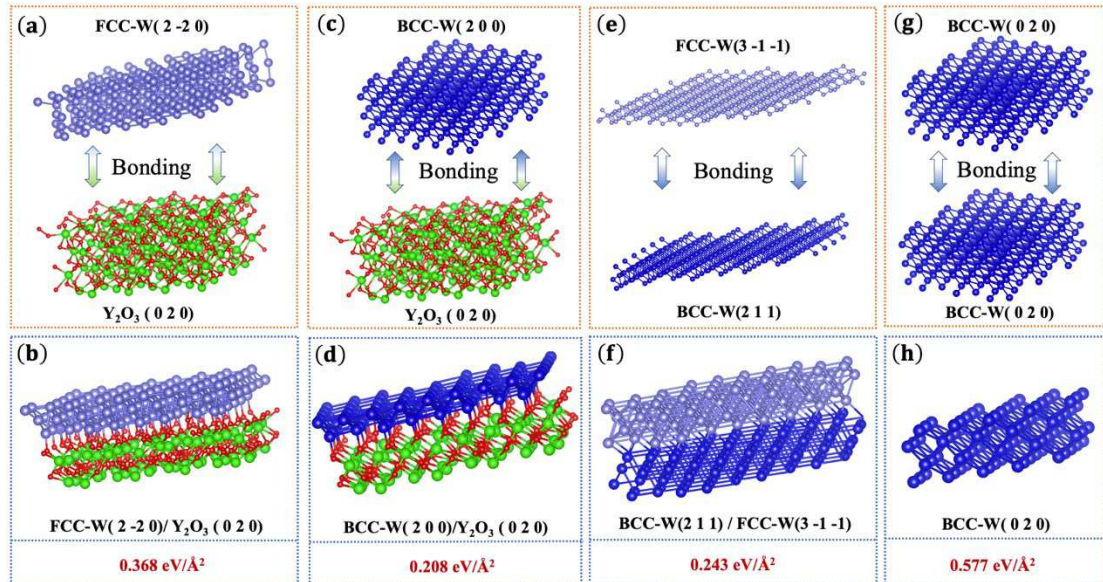 (a)
FCC-W( 2 -2 0)
Bonding
Y₂O₃ ( 0 2 0)
(c)
BCC-W( 2 0 0)
Bonding
Y₂O₃ ( 0 2 0)
(e)
FCC-W(3 -1 -1)
Bonding
BCC-W(2 1 1)
(g)
BCC-W( 0 2 0)
Bonding
BCC-W( 0 2 0)
(b)
FCC-W( 2 -2 0)/ Y₂O₃ ( 0 2 0)
0.368 eV/Å²
(d)
BCC-W( 2 0 0)/Y₂O₃ ( 0 2 0)
0.208 eV/Å²
(f)
BCC-W(2 1 1) / FCC-W(3 -1 -1)
0.243 eV/Å²
(h)
BCC-W( 0 2 0)
0.577 eV/Å²